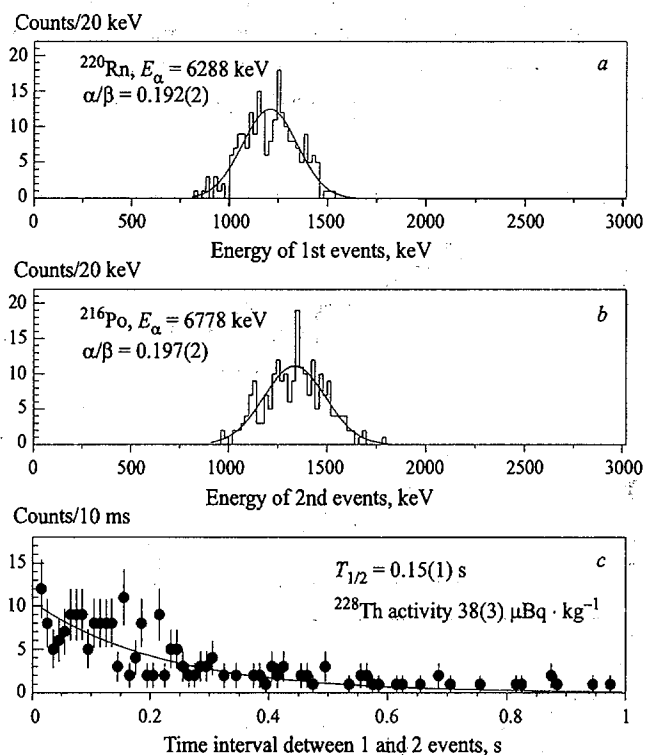 Counts/20 keV
20
15
10
5
0
²²⁰Rn, Eα = 6288 keV
α/β = 0.192(2)
a
0 500 1000 1500 2000 2500 3000
Energy of 1st events, keV
Counts/20 keV
20
15
10
5
0
²¹⁶Po, Eα = 6778 keV
α/β = 0.197(2)
b
0 500 1000 1500 2000 2500 3000
Energy of 2nd events, keV
Counts/10 ms
15
10
5
0
T1/2 = 0.15(1) s
c
²²⁸Th activity 38(3) μBq · kg⁻¹
0 0.2 0.4 0.6 0.8 1
Time interval detween 1 and 2 events, s